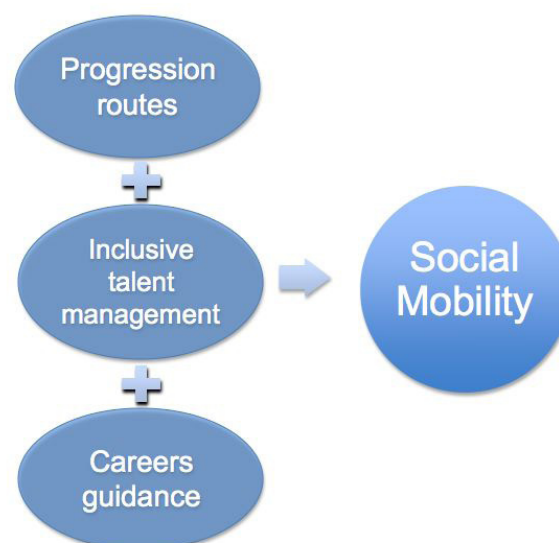 Progression
routes
Inclusive
talent
management
Social
Mobility
Careers
guidance